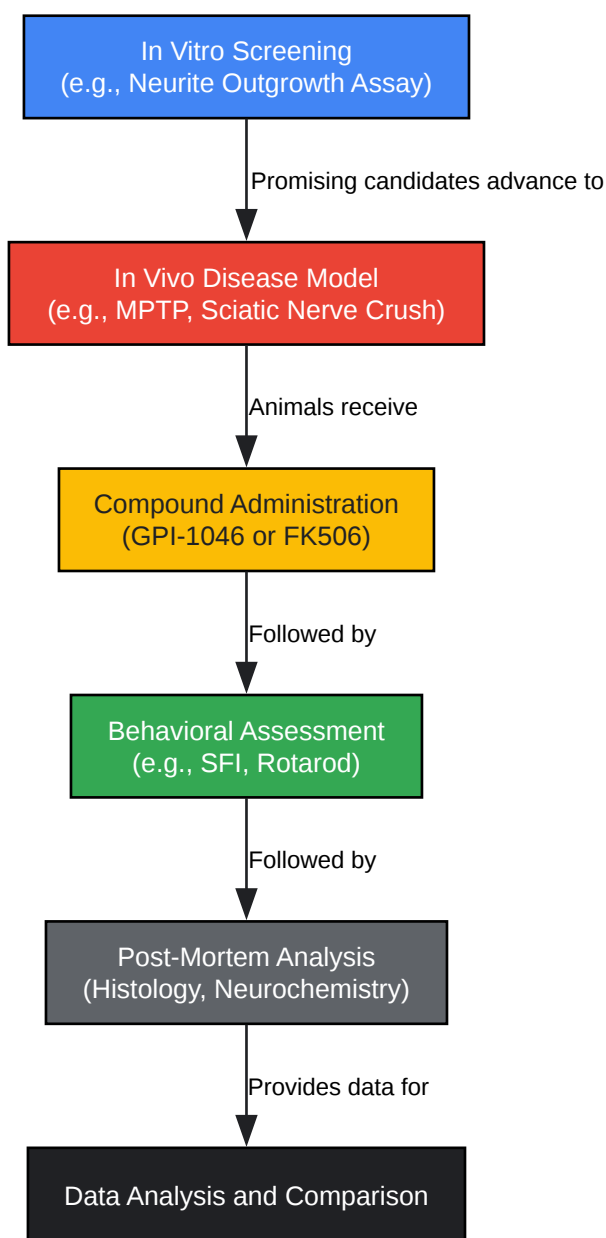 In Vitro Screening
(e.g., Neurite Outgrowth Assay)
Promising candidates advance to
In Vivo Disease Model
(e.g., MPTP, Sciatic Nerve Crush)
Animals receive
Compound Administration
(GPI-1046 or FK506)
Followed by
Behavioral Assessment
(e.g., SFI, Rotarod)
Followed by
Post-Mortem Analysis
(Histology, Neurochemistry)
Provides data for
Data Analysis and Comparison